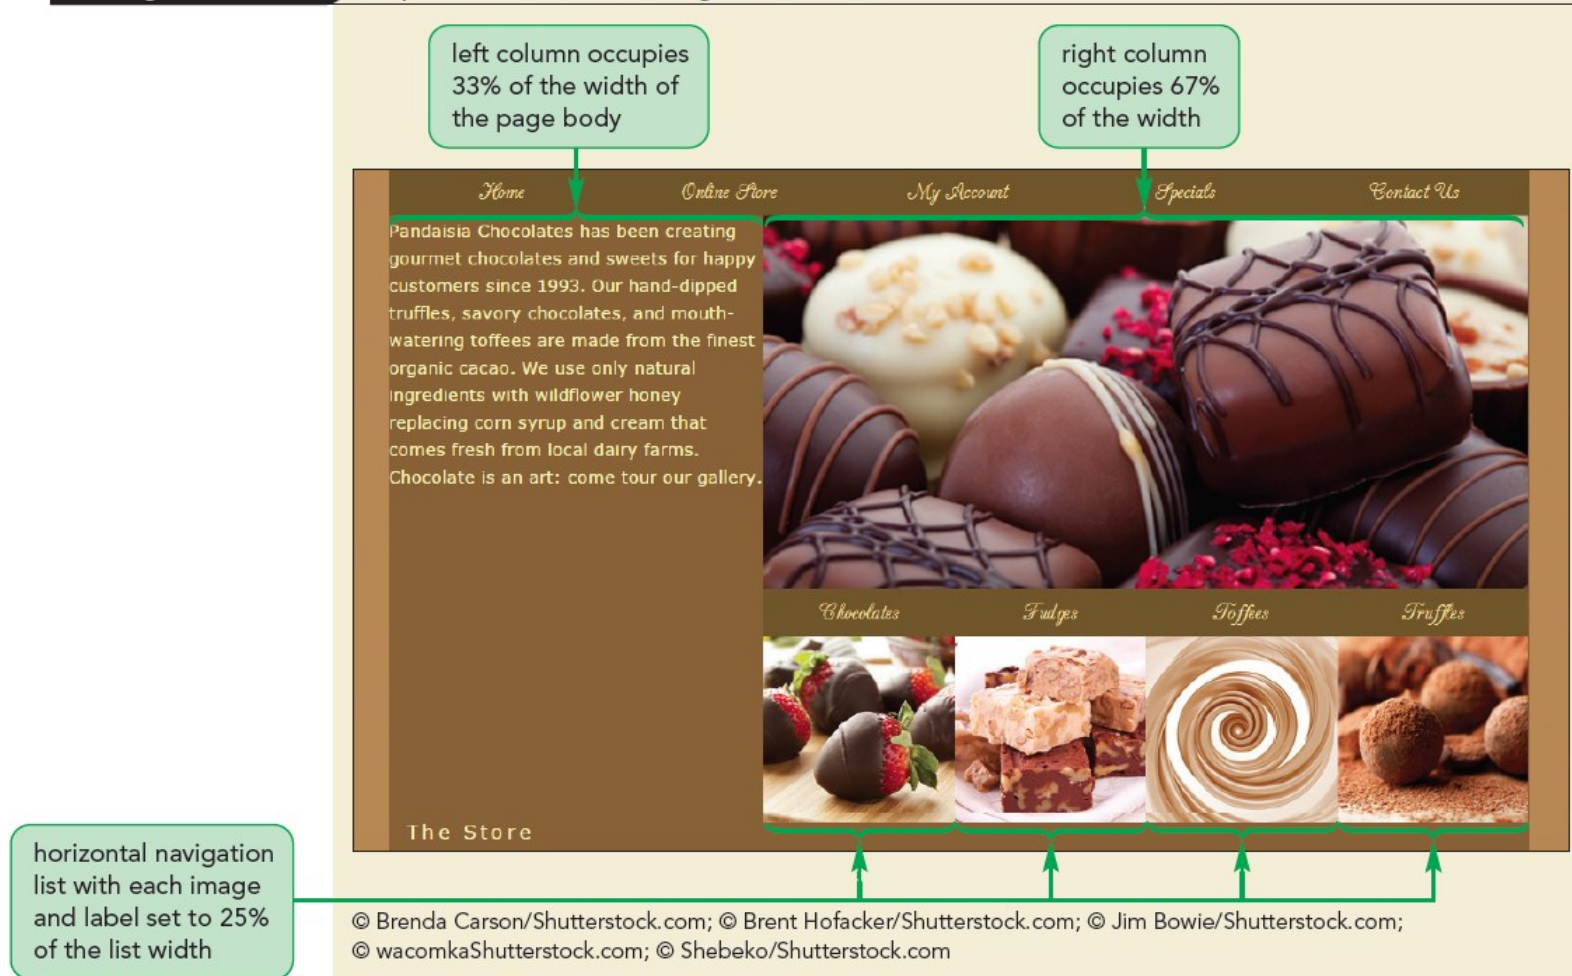 left column occupies
33% of the width of
the page body
right column
occupies 67%
of the width
Home Online Store My Account Specials Contact Us
Pandaisia Chocolates has been creating
gourmet chocolates and sweets for happy
customers since 1993. Our hand-dipped
truffles, savory chocolates, and mouth-
watering toffees are made from the finest
organic cacao. We use only natural
ingredients with wildflower honey
replacing corn syrup and cream that
comes fresh from local dairy farms.
Chocolate is an art: come tour our gallery.
Chocolates Fudges Toffees Truffles
The Store
horizontal navigation
list with each image
and label set to 25%
of the list width
© Brenda Carson/Shutterstock.com; © Brent Hofacker/Shutterstock.com; © Jim Bowie/Shutterstock.com;
© wacomkaShutterstock.com; © Shebeko/Shutterstock.com